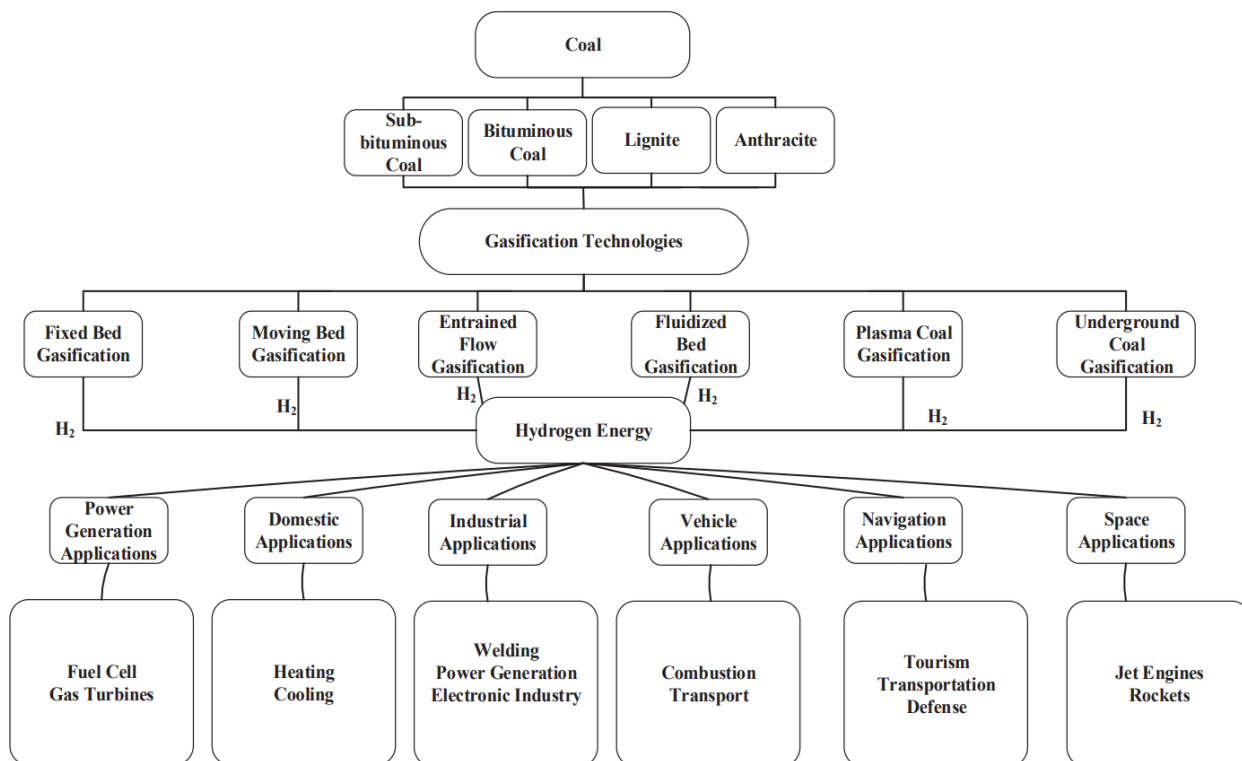 Coal
Sub-
bituminous
Coal
Bituminous
Coal
Lignite
Anthracite
Gasification Technologies
Fixed Bed
Gasification
Moving Bed
Gasification
Entrained
Flow
Gasification
Fluidized
Bed
Gasification
Plasma Coal
Gasification
Underground
Coal
Gasification
H₂
H₂
H₂
H₂
H₂
H₂
Hydrogen Energy
Power
Generation
Applications
Domestic
Applications
Industrial
Applications
Vehicle
Applications
Navigation
Applications
Space
Applications
Fuel Cell
Gas Turbines
Heating
Cooling
Welding
Power Generation
Electronic Industry
Combustion
Transport
Tourism
Transportation
Defense
Jet Engines
Rockets